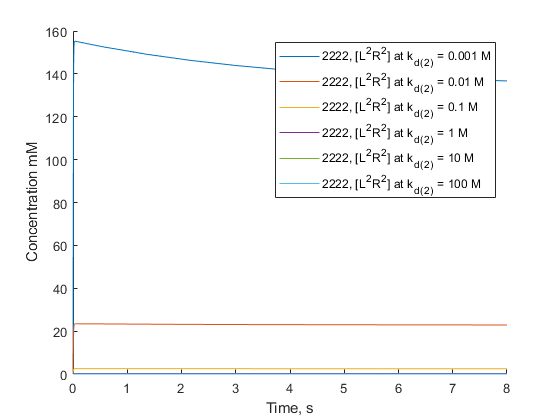 160
140
120
100
80
60
40
20
0
Concentration mM
2222, [L²R²] at k_d(2) = 0.001 M
2222, [L²R²] at k_d(2) = 0.01 M
2222, [L²R²] at k_d(2) = 0.1 M
2222, [L²R²] at k_d(2) = 1 M
2222, [L²R²] at k_d(2) = 10 M
2222, [L²R²] at k_d(2) = 100 M
0 1 2 3 4 5 6 7 8
Time, s